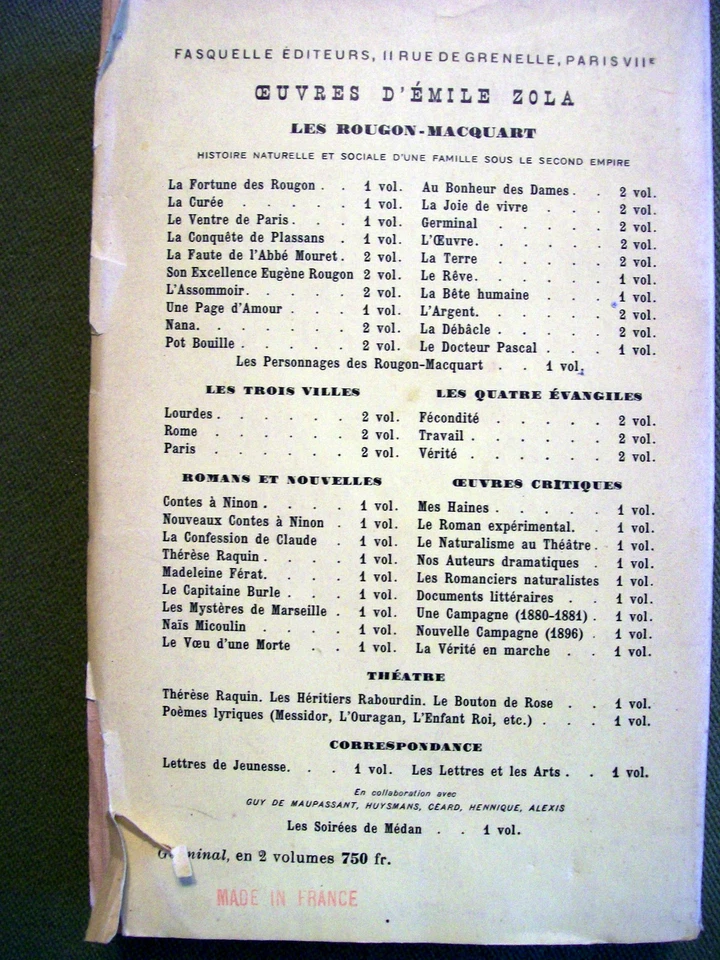 FASQUELLE ÉDITEURS, 11 RUE DE GRENELLE, PARIS VIIᴱ
ŒUVRES D'ÉMILE ZOLA
LES ROUGON-MACQUART
HISTOIRE NATURELLE ET SOCIALE D'UNE FAMILLE SOUS LE SECOND EMPIRE
La Fortune des Rougon . . 1 vol.
La Curée . . . . . 1 vol.
Le Ventre de Paris . . . 1 vol.
La Conquête de Plassans . 1 vol.
La Faute de l'Abbé Mouret . 2 vol.
Son Excellence Eugène Rougon 2 vol.
L'Assommoir . . . . . 2 vol.
Une Page d'Amour . . . 1 vol.
Nana. . . . . . . 2 vol.
Pot Bouille . . . . . 2 vol.
Au Bonheur des Dames . . 2 vol.
La Joie de vivre . . . 2 vol.
Germinal . . . . . 2 vol.
L'Œuvre. . . . . . 2 vol.
La Terre . . . . . 2 vol.
Le Rêve. . . . . . 1 vol.
La Bête humaine . . . 1 vol.
L'Argent. . . . . . 2 vol.
La Débâcle . . . . . 2 vol.
Le Docteur Pascal . . . 1 vol.
Les Personnages des Rougon-Macquart . . 1 vol.
LES TROIS VILLES
Lourdes . . . . . . 2 vol.
Rome . . . . . . 2 vol.
Paris . . . . . . 2 vol.
LES QUATRE ÉVANGILES
Fécondité . . . . . 2 vol.
Travail . . . . . . 2 vol.
Vérité . . . . . . 2 vol.
ROMANS ET NOUVELLES
Contes à Ninon . . . . 1 vol.
Nouveaux Contes à Ninon . 1 vol.
La Confession de Claude . 1 vol.
Thérèse Raquin . . . . 1 vol.
Madeleine Férat. . . . 1 vol.
Le Capitaine Burle . . . 1 vol.
Les Mystères de Marseille . 1 vol.
Naïs Micoulin . . . . 1 vol.
Le Vœu d'une Morte . . 1 vol.
ŒUVRES CRITIQUES
Mes Haines . . . . . 1 vol.
Le Roman expérimental. . 1 vol.
Le Naturalisme au Théâtre . 1 vol.
Nos Auteurs dramatiques . 1 vol.
Les Romanciers naturalistes 1 vol.
Documents littéraires . . 1 vol.
Une Campagne (1880-1881) . 1 vol.
Nouvelle Campagne (1896) . 1 vol.
La Vérité en marche . . 1 vol.
THÉATRE
Thérèse Raquin. Les Héritiers Rabourdin. Le Bouton de Rose . . 1 vol.
Poèmes lyriques (Messidor, L'Ouragan, L'Enfant Roi, etc.) . . . 1 vol.
CORRESPONDANCE
Lettres de Jeunesse. . . 1 vol. Les Lettres et les Arts . . 1 vol.
En collaboration avec
GUY DE MAUPASSANT, HUYSMANS, CÉARD, HENNIQUE, ALEXIS
Les Soirées de Médan . . 1 vol.
Germinal, en 2 volumes 750 fr.
MADE IN FRANCE